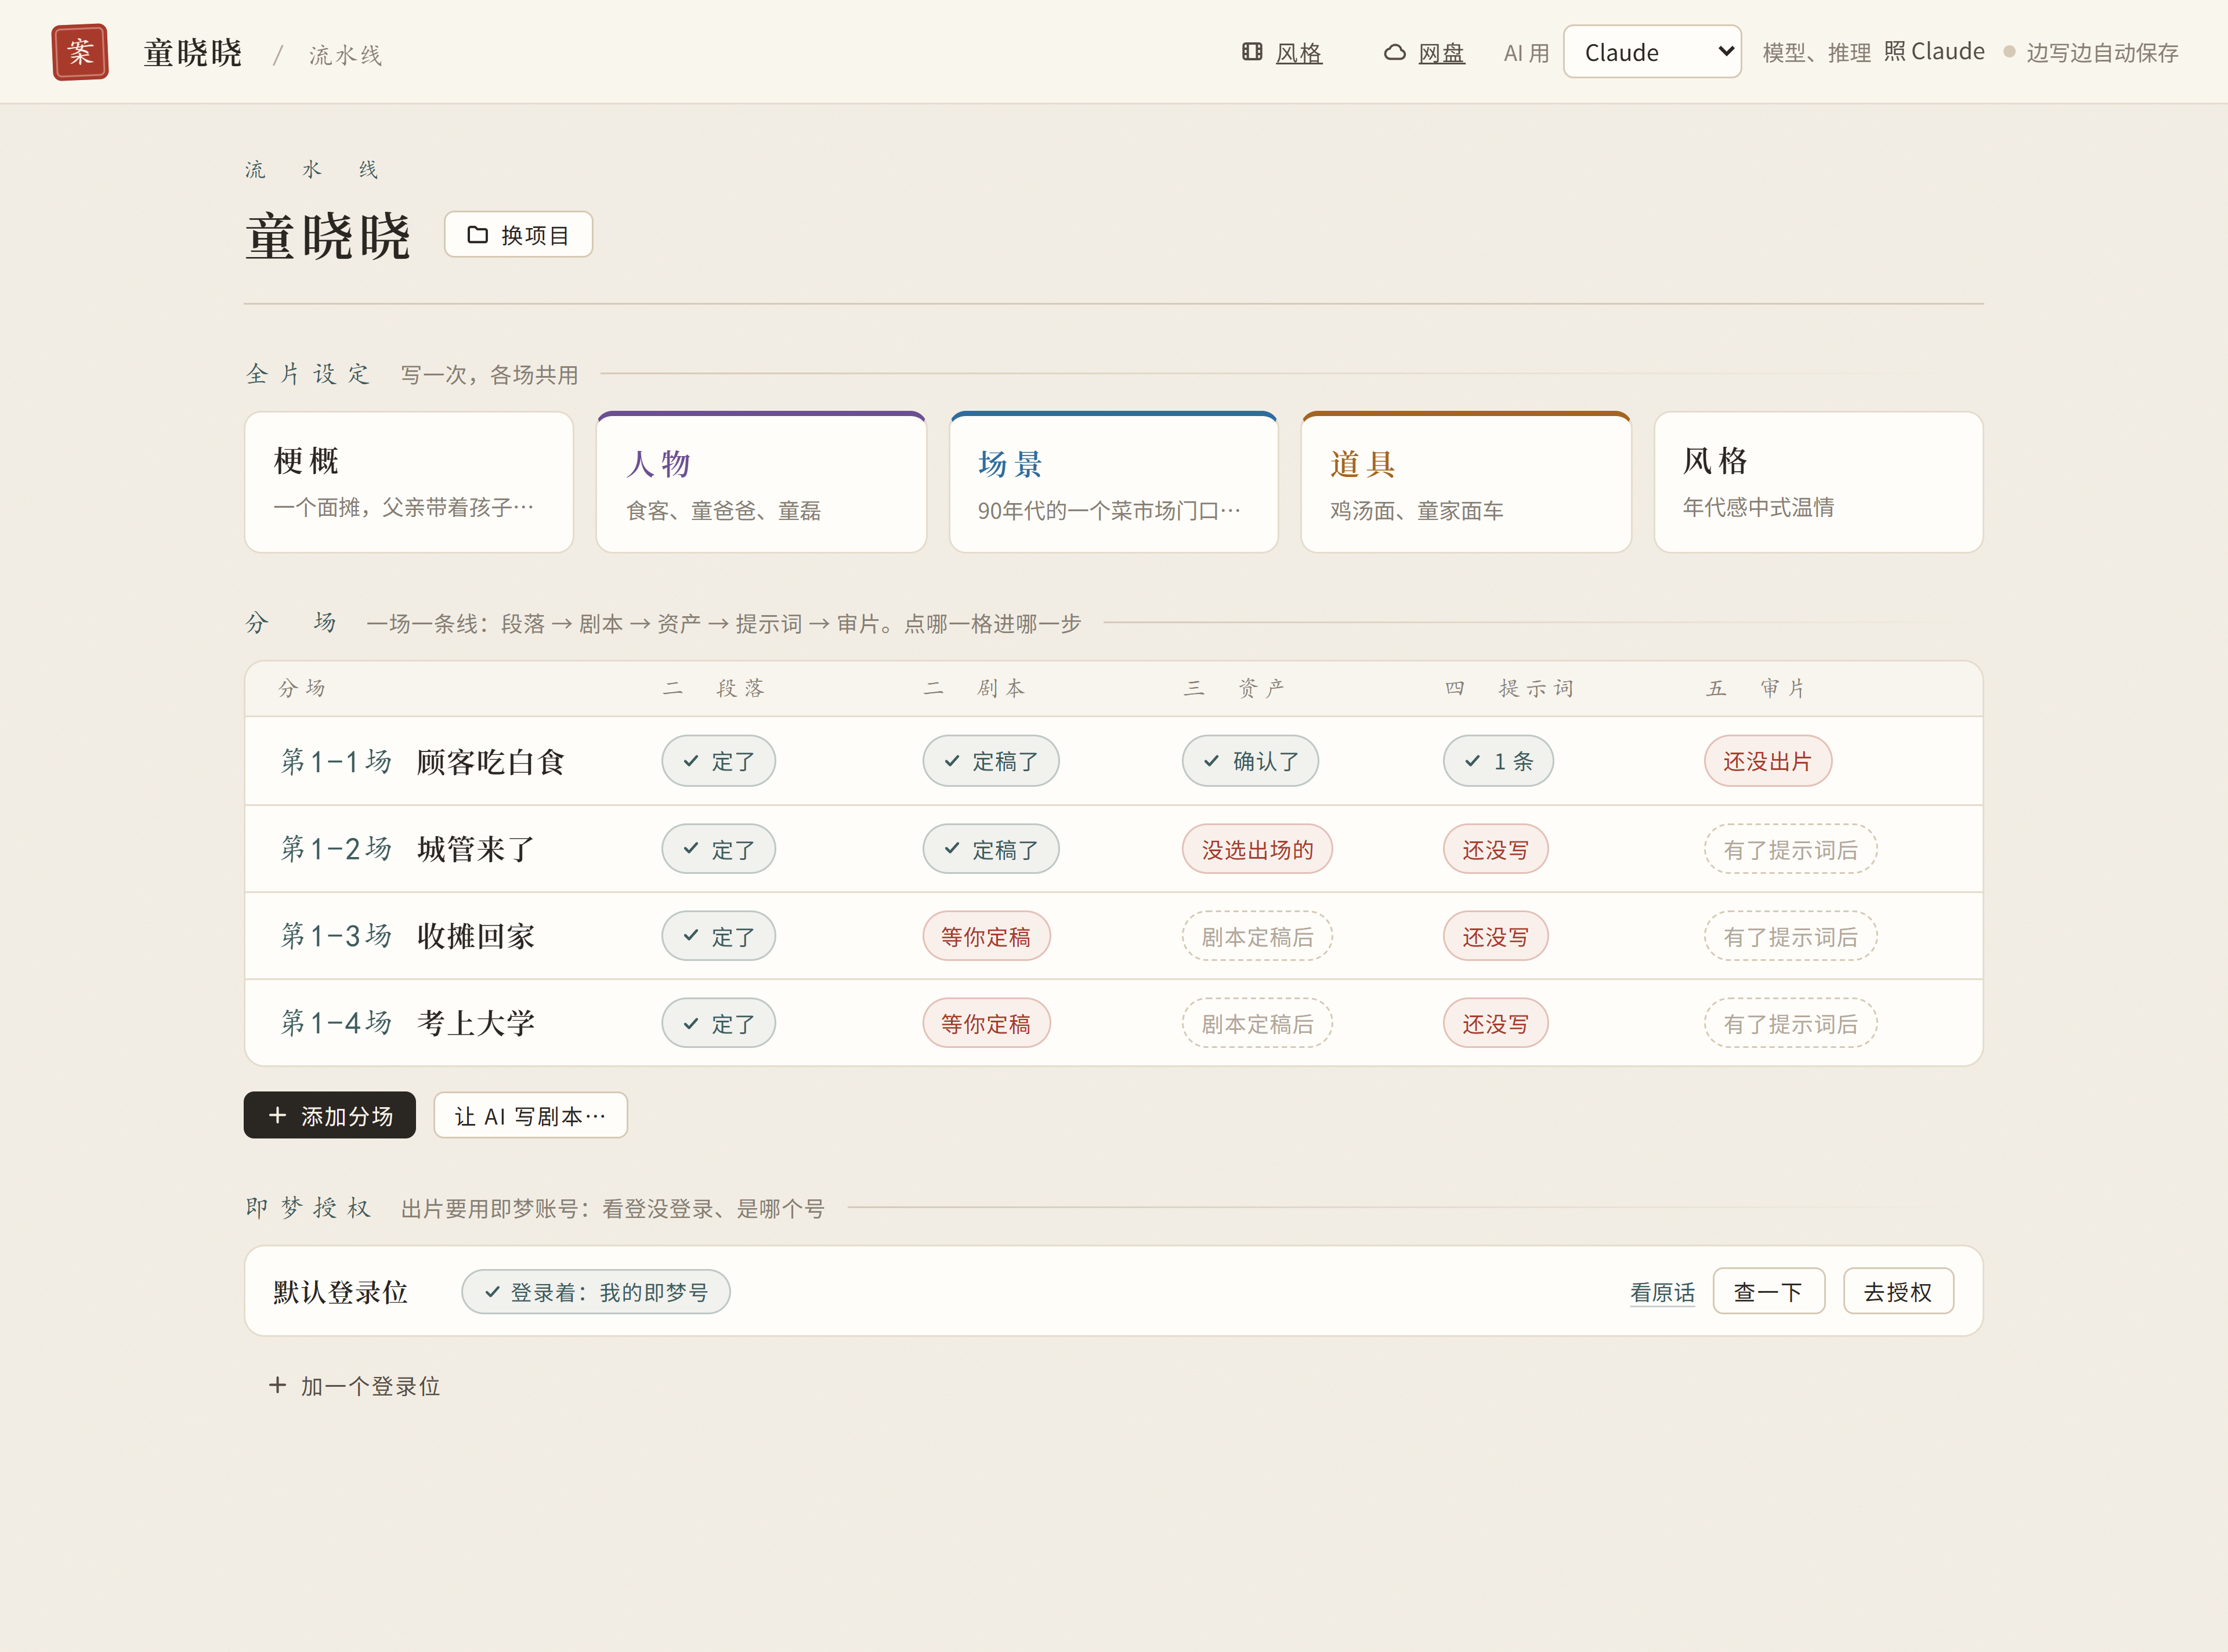 案 童晓晓 / 流水线 风格 网盘 AI 用 Claude 模型、推理 照 Claude 边写边自动保存
流水线
童晓晓 换项目
全片设定 写一次，各场共用
梗概 人物 场景 道具 风格
一个面摊，父亲带着孩子… 食客、童爸爸、童磊 90年代的一个菜市场门口… 鸡汤面、童家面车 年代感中式温情
分场 一场一条线：段落 → 剧本 → 资产 → 提示词 → 审片。点哪一格进哪一步
分场 二 段落 二 剧本 三 资产 四 提示词 五 审片
第1-1场 顾客吃白食 定了 定稿了 确认了 1 条 还没出片
第1-2场 城管来了 定了 定稿了 没选出场的 还没写 有了提示词后
第1-3场 收摊回家 定了 等你定稿 剧本定稿后 还没写 有了提示词后
第1-4场 考上大学 定了 等你定稿 剧本定稿后 还没写 有了提示词后
添加分场 让 AI 写剧本…
即梦授权 出片要用即梦账号：看登没登录、是哪个号
默认登录位 登录着：我的即梦号 看原话 查一下 去授权
加一个登录位